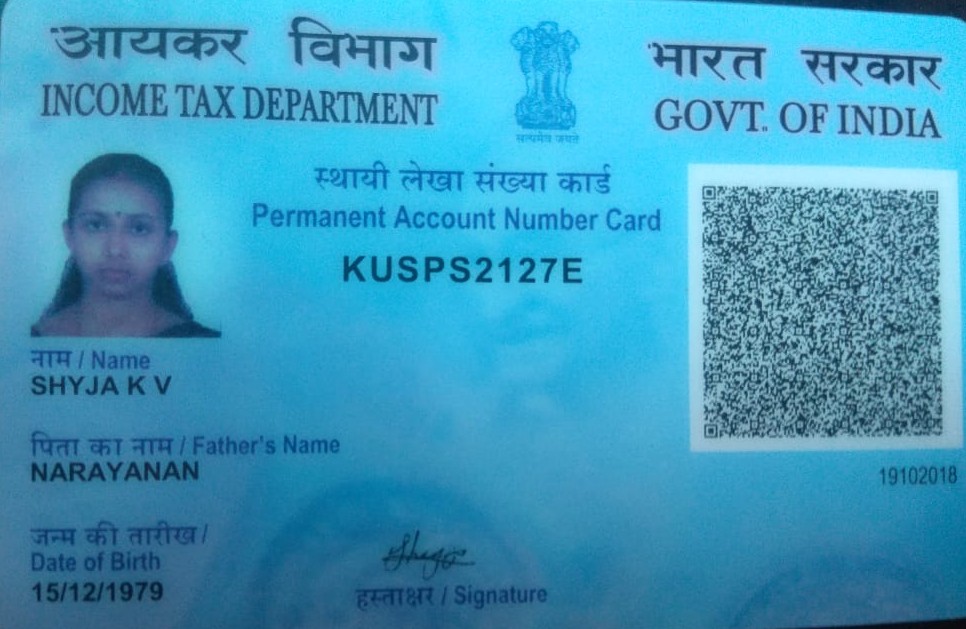 आयकर विभाग
INCOME TAX DEPARTMENT
सत्यमेव जयते
भारत सरकार
GOVT. OF INDIA
स्थायी लेखा संख्या कार्ड
Permanent Account Number Card
KUSPS2127E
नाम / Name
SHYJA K V
पिता का नाम / Father's Name
NARAYANAN
19102018
जन्म की तारीख /
Date of Birth
15/12/1979
हस्ताक्षर / Signature